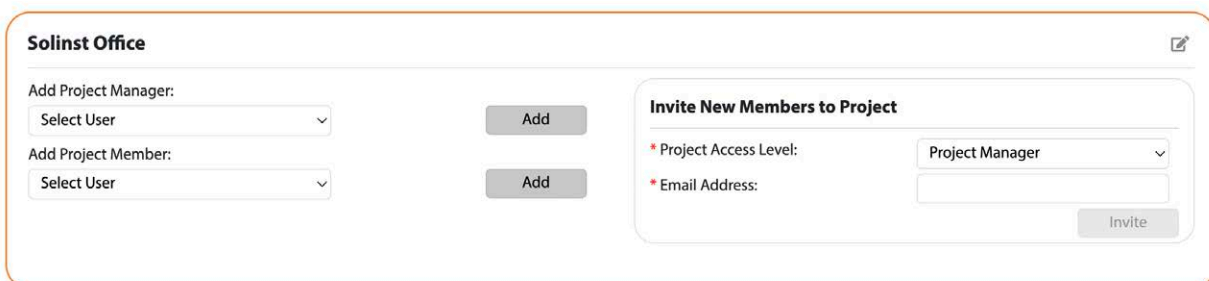 Solinst Office
Add Project Manager:
Select User
Add
Add Project Member:
Select User
Add
Invite New Members to Project
* Project Access Level:
Project Manager
* Email Address:
Invite